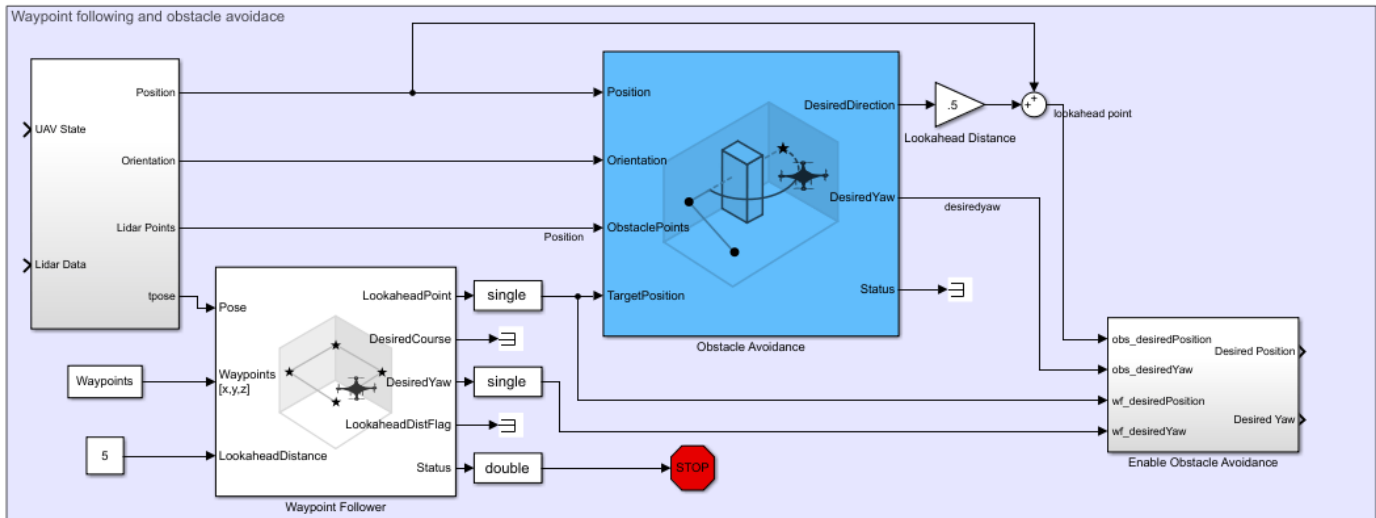 Waypoint following and obstacle avoidace
Position
UAV State
Orientation
Lidar Points
Lidar Data
tpose
Position
Position
Orientation
ObstaclePoints
TargetPosition
DesiredDirection
DesiredYaw
Status
Obstacle Avoidance
.5
Lookahead Distance
++
lookahead point
desiredyaw
Pose
Waypoints
[x,y,z]
LookaheadDistance
LookaheadPoint
DesiredCourse
DesiredYaw
LookaheadDistFlag
Status
Waypoint Follower
Waypoints
5
single
single
double
STOP
obs_desiredPosition
obs_desiredYaw
wf_desiredPosition
wf_desiredYaw
Desired Position
Desired Yaw
Enable Obstacle Avoidance